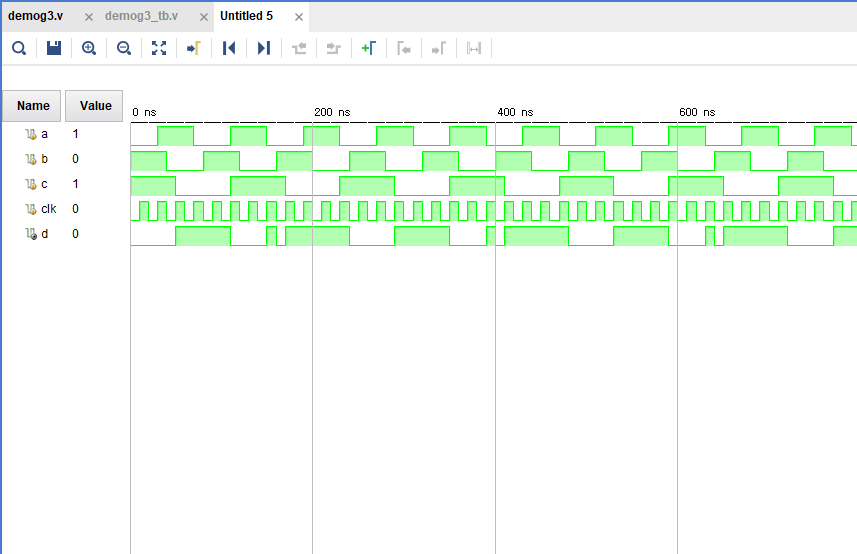 demog3.v demog3_tb.v Untitled 5
Name Value
0 ns 200 ns 400 ns 600 ns
a 1
b 0
c 1
clk 0
d 0